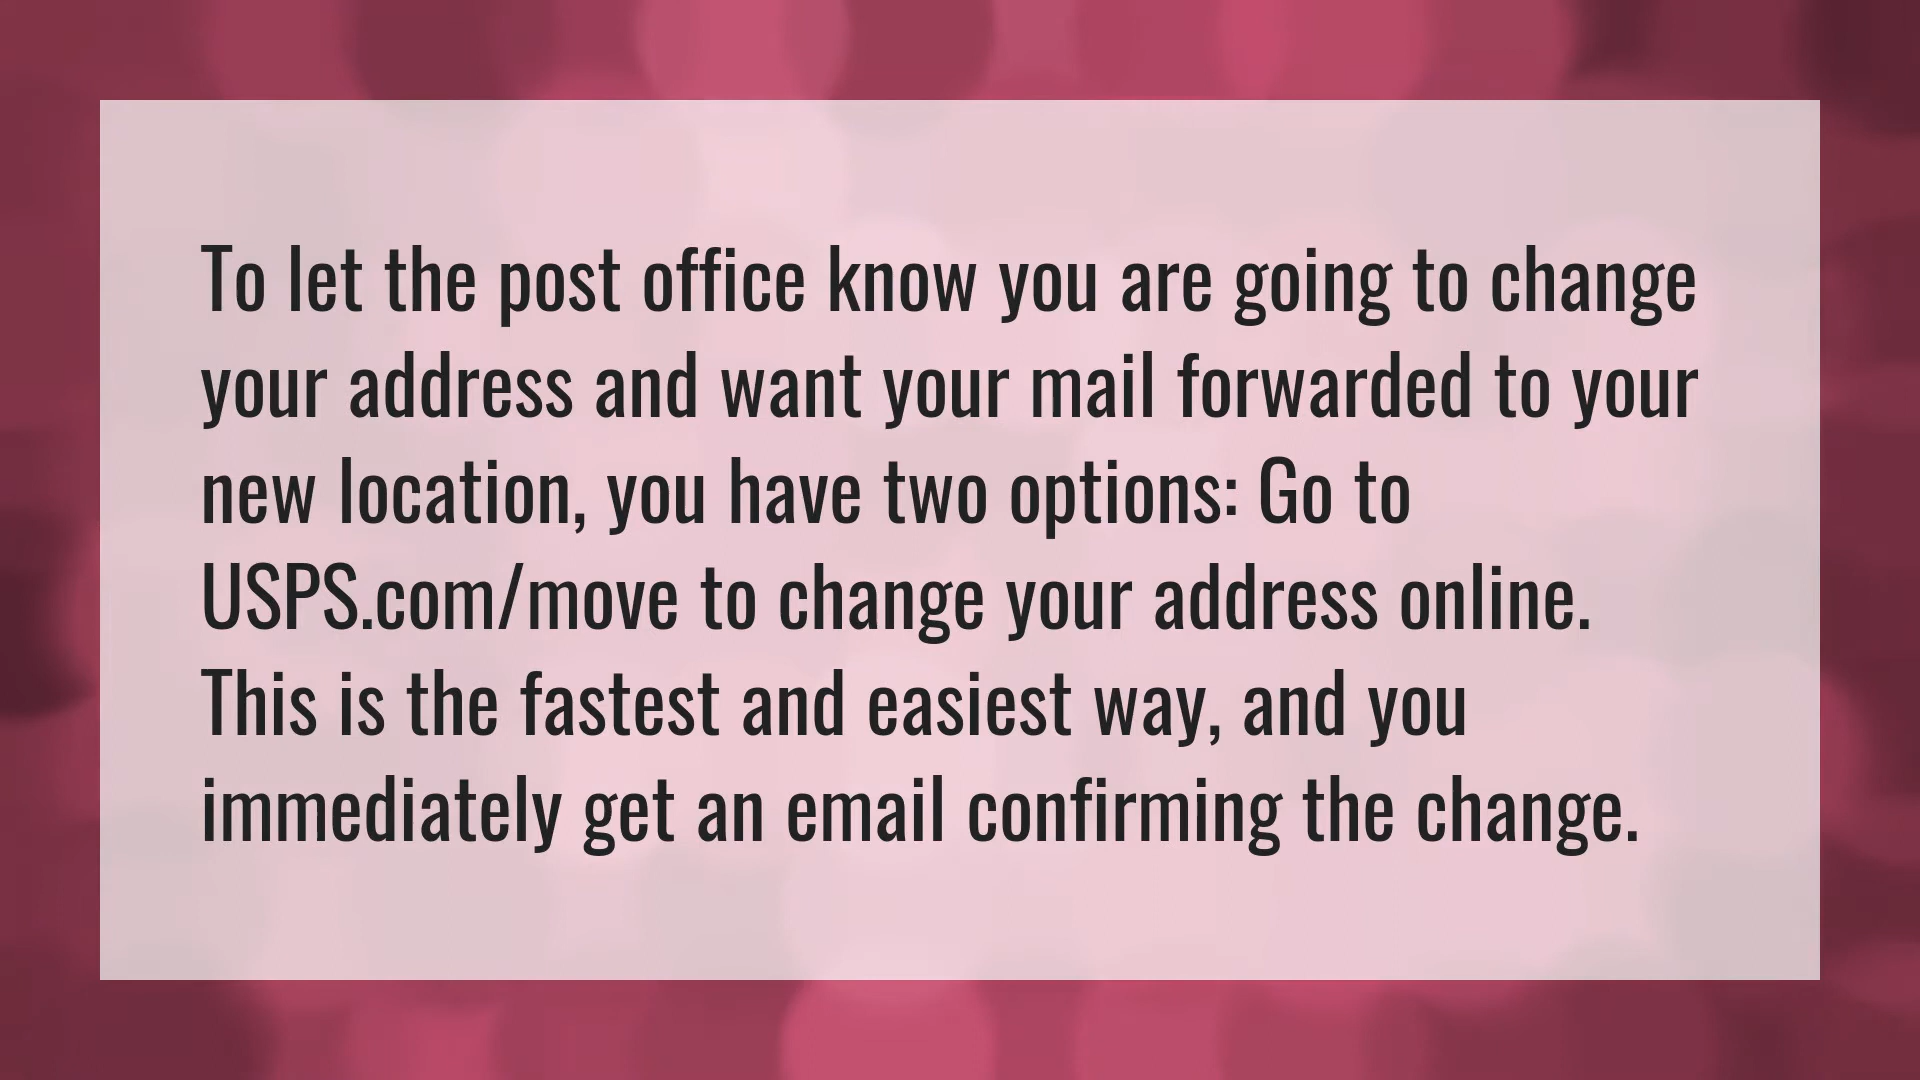 To let the post office know you are going to change
your address and want your mail forwarded to your
new location, you have two options: Go to
USPS.com/move to change your address online.
This is the fastest and easiest way, and you
immediately get an email confirming the change.